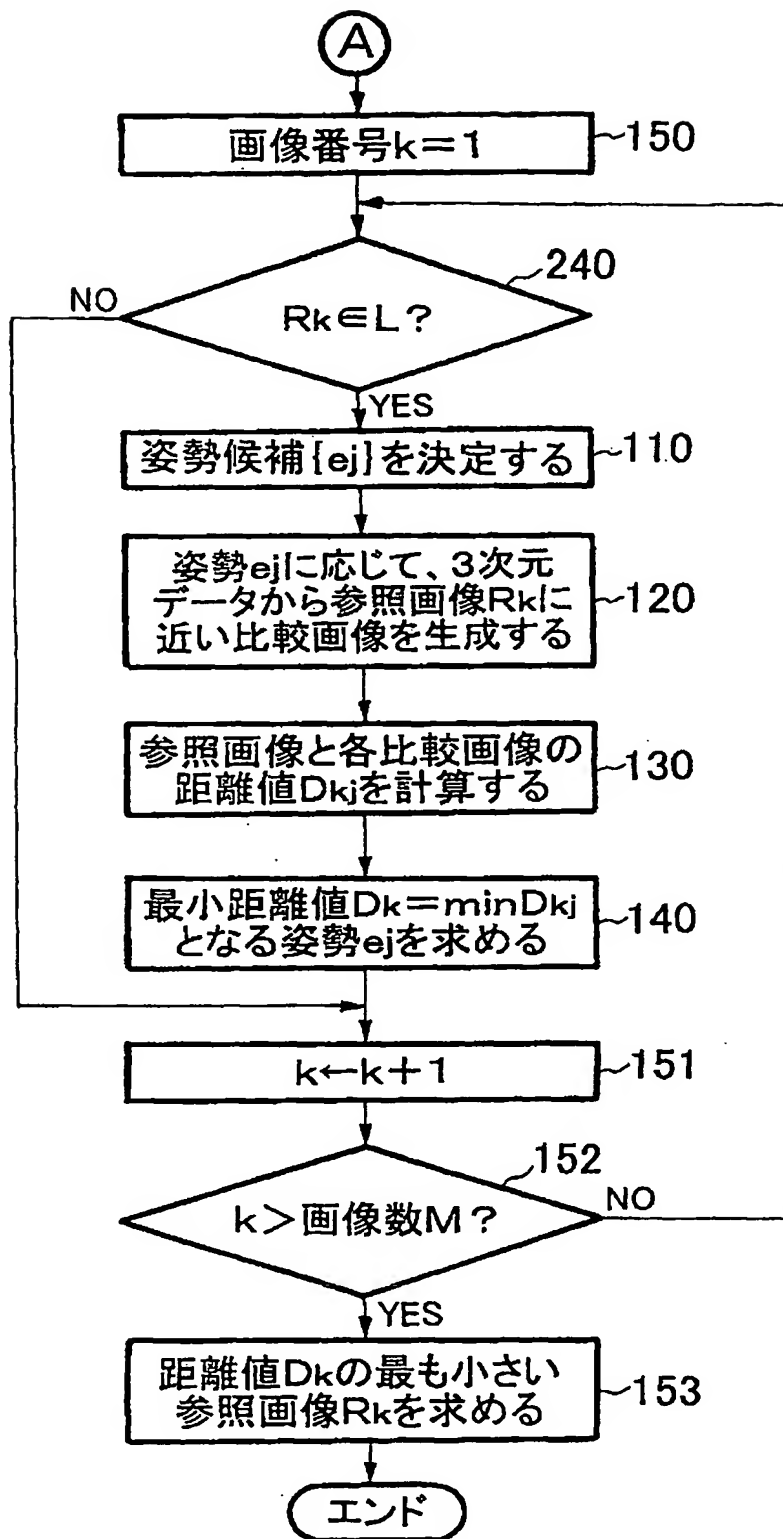 A
画像番号k=1
150
240
NO
Rk∈L?
YES
姿勢候補{ej}を決定する
110
姿勢ejに応じて、3次元
データから参照画像Rkに
近い比較画像を生成する
120
参照画像と各比較画像の
距離値Dkjを計算する
130
最小距離値Dk=minDkj
となる姿勢ejを求める
140
k←k+1
151
152
k>画像数M?
NO
YES
距離値Dkの最も小さい
参照画像Rkを求める
153
エンド